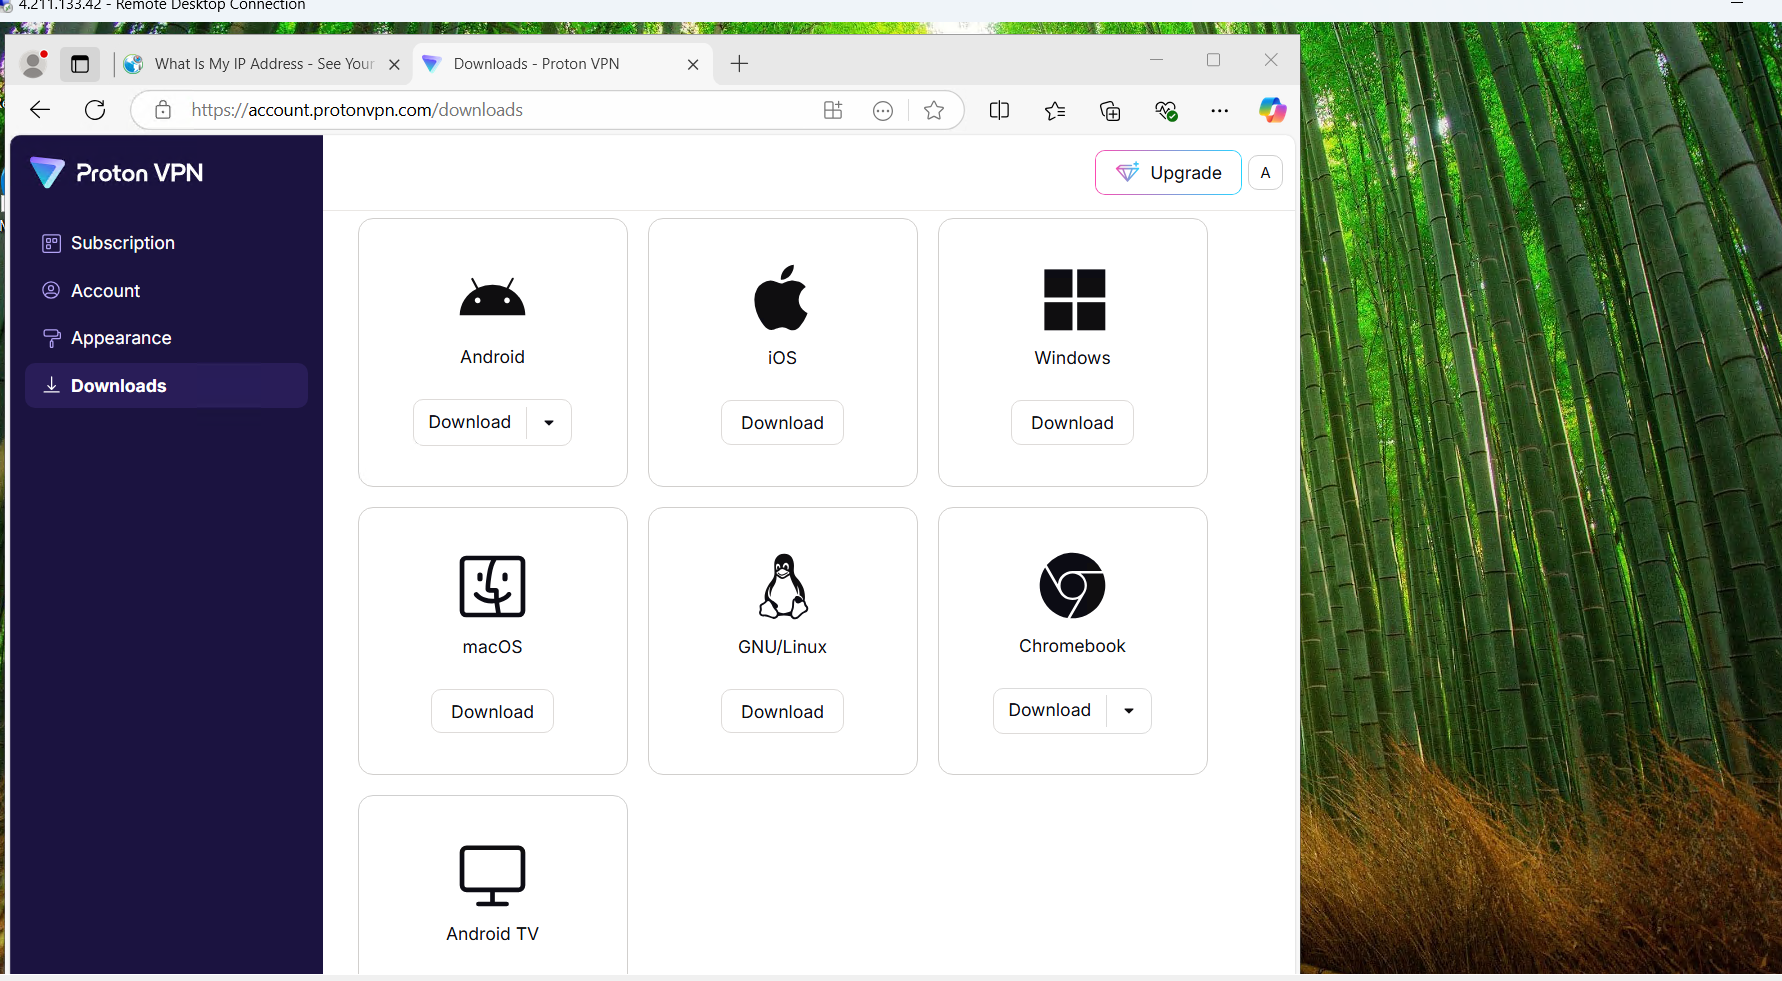 4.211.133.42 - Remote Desktop Connection
What Is My IP Address - See Your
Downloads - Proton VPN
https://account.protonvpn.com/downloads
Proton VPN
Upgrade
A
Subscription
Account
Appearance
Downloads
Android
iOS
Windows
Download
Download
Download
macOS
GNU/Linux
Chromebook
Download
Download
Download
Android TV